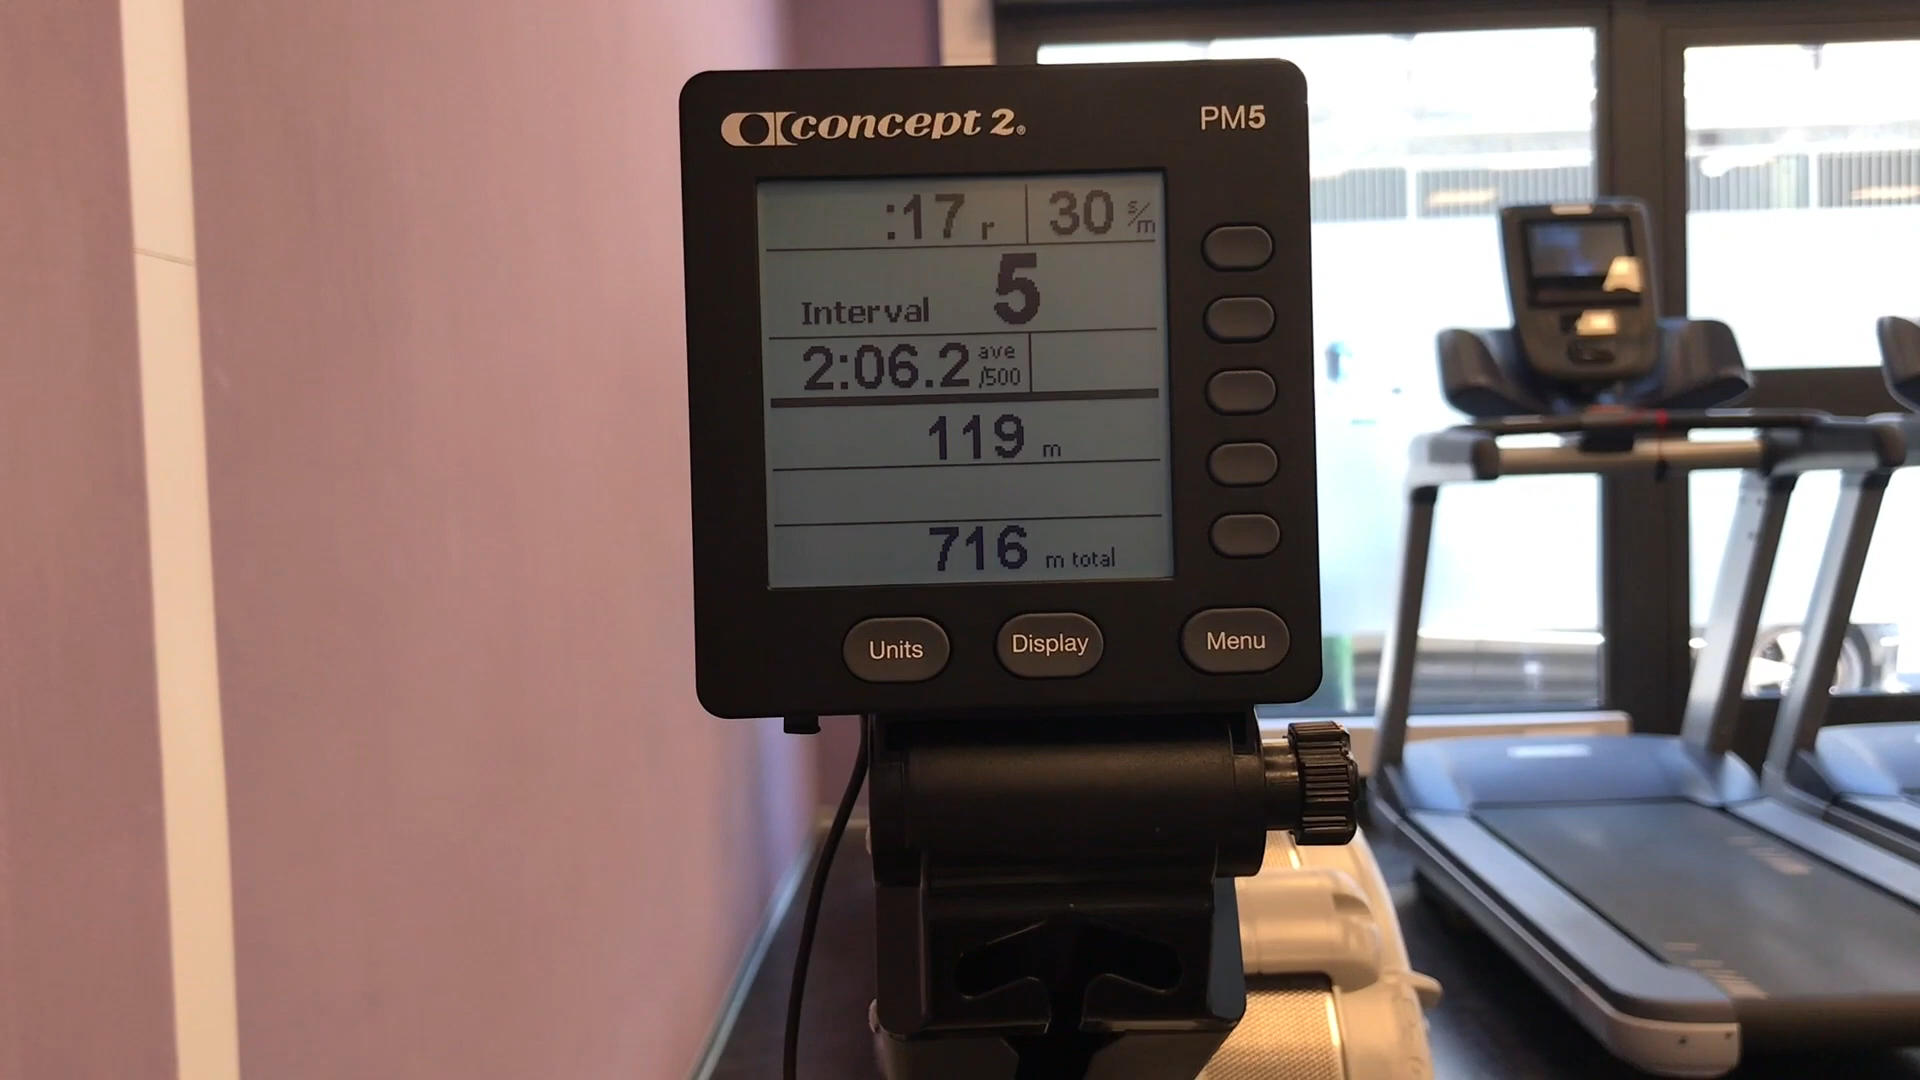 concept 2® PM5
:17 r 30 s/m
Interval 5
2:06.2 ave /500
119 m
716 m total
Units Display Menu